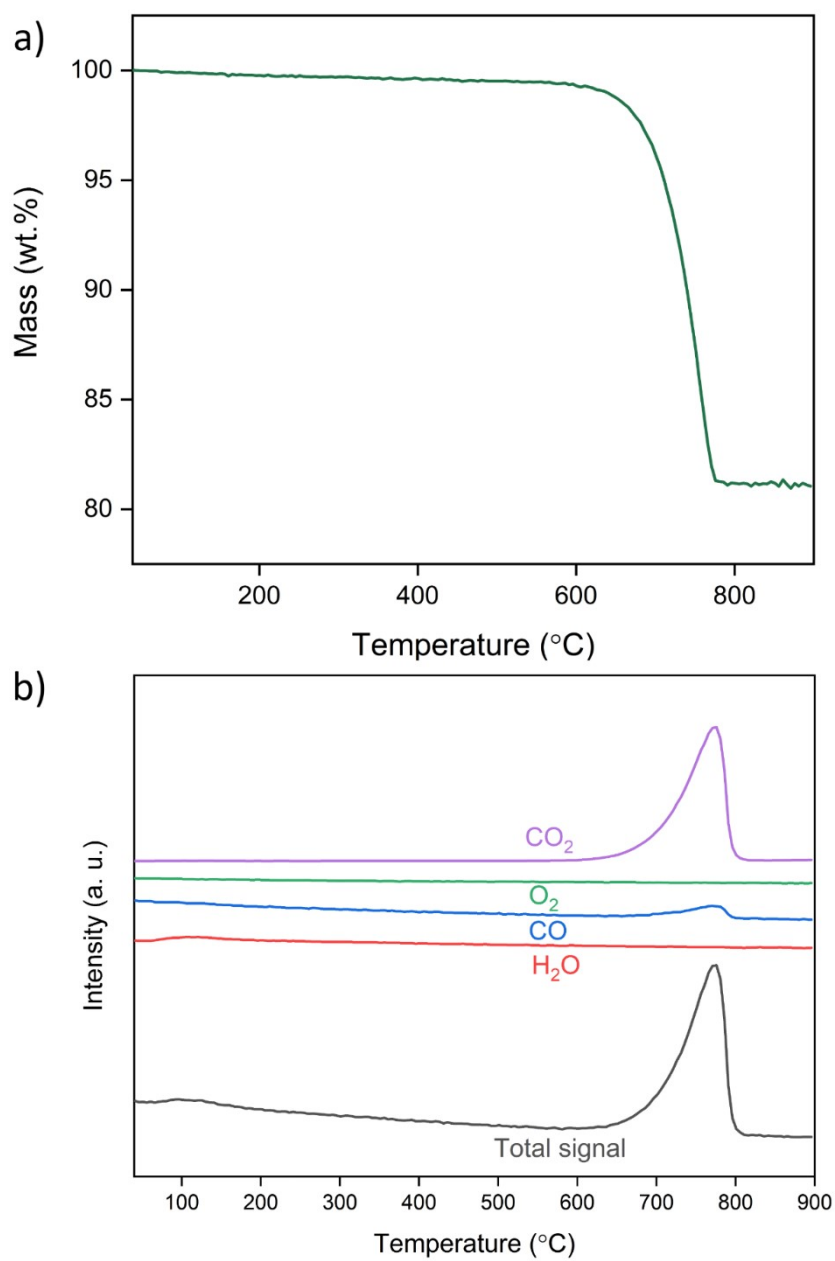 a)
100
95
90
85
80
Mass (wt.%)
200 400 600 800
Temperature (°C)
b)
CO₂
O₂
CO
H₂O
Total signal
Intensity (a. u.)
100 200 300 400 500 600 700 800 900
Temperature (°C)